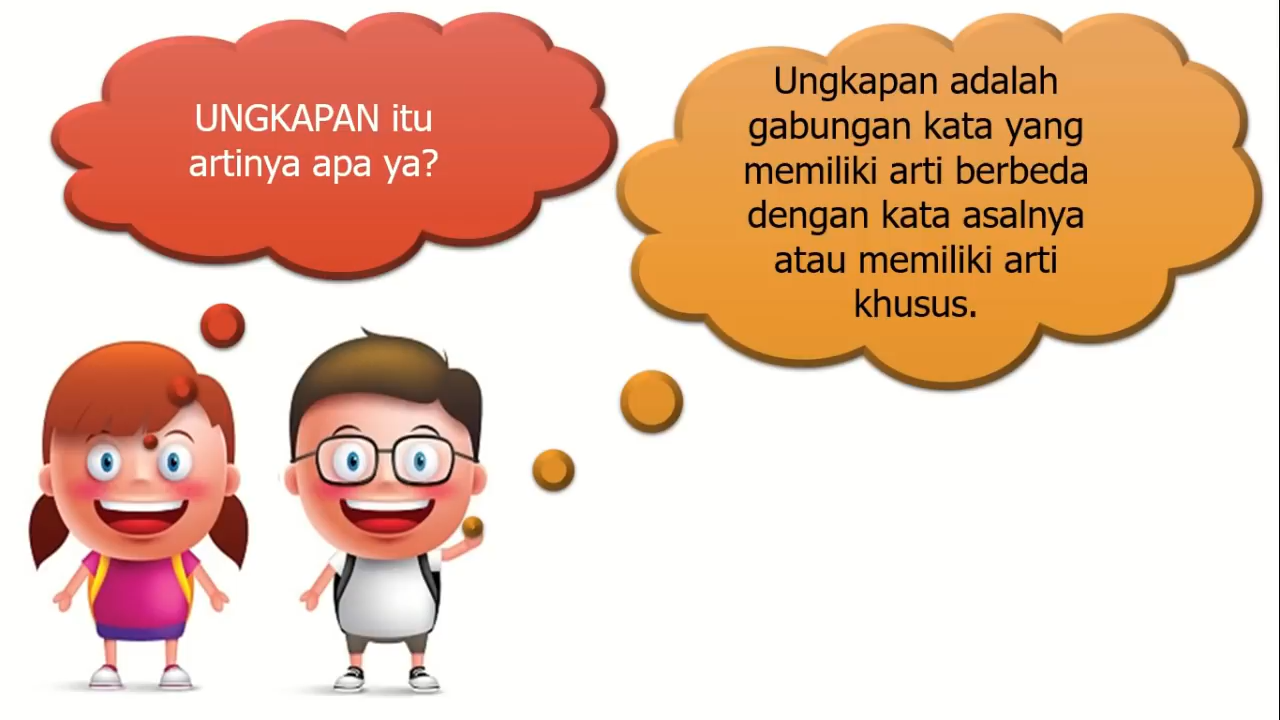 UNGKAPAN itu
artinya apa ya?
Ungkapan adalah
gabungan kata yang
memiliki arti berbeda
dengan kata asalnya
atau memiliki arti
khusus.